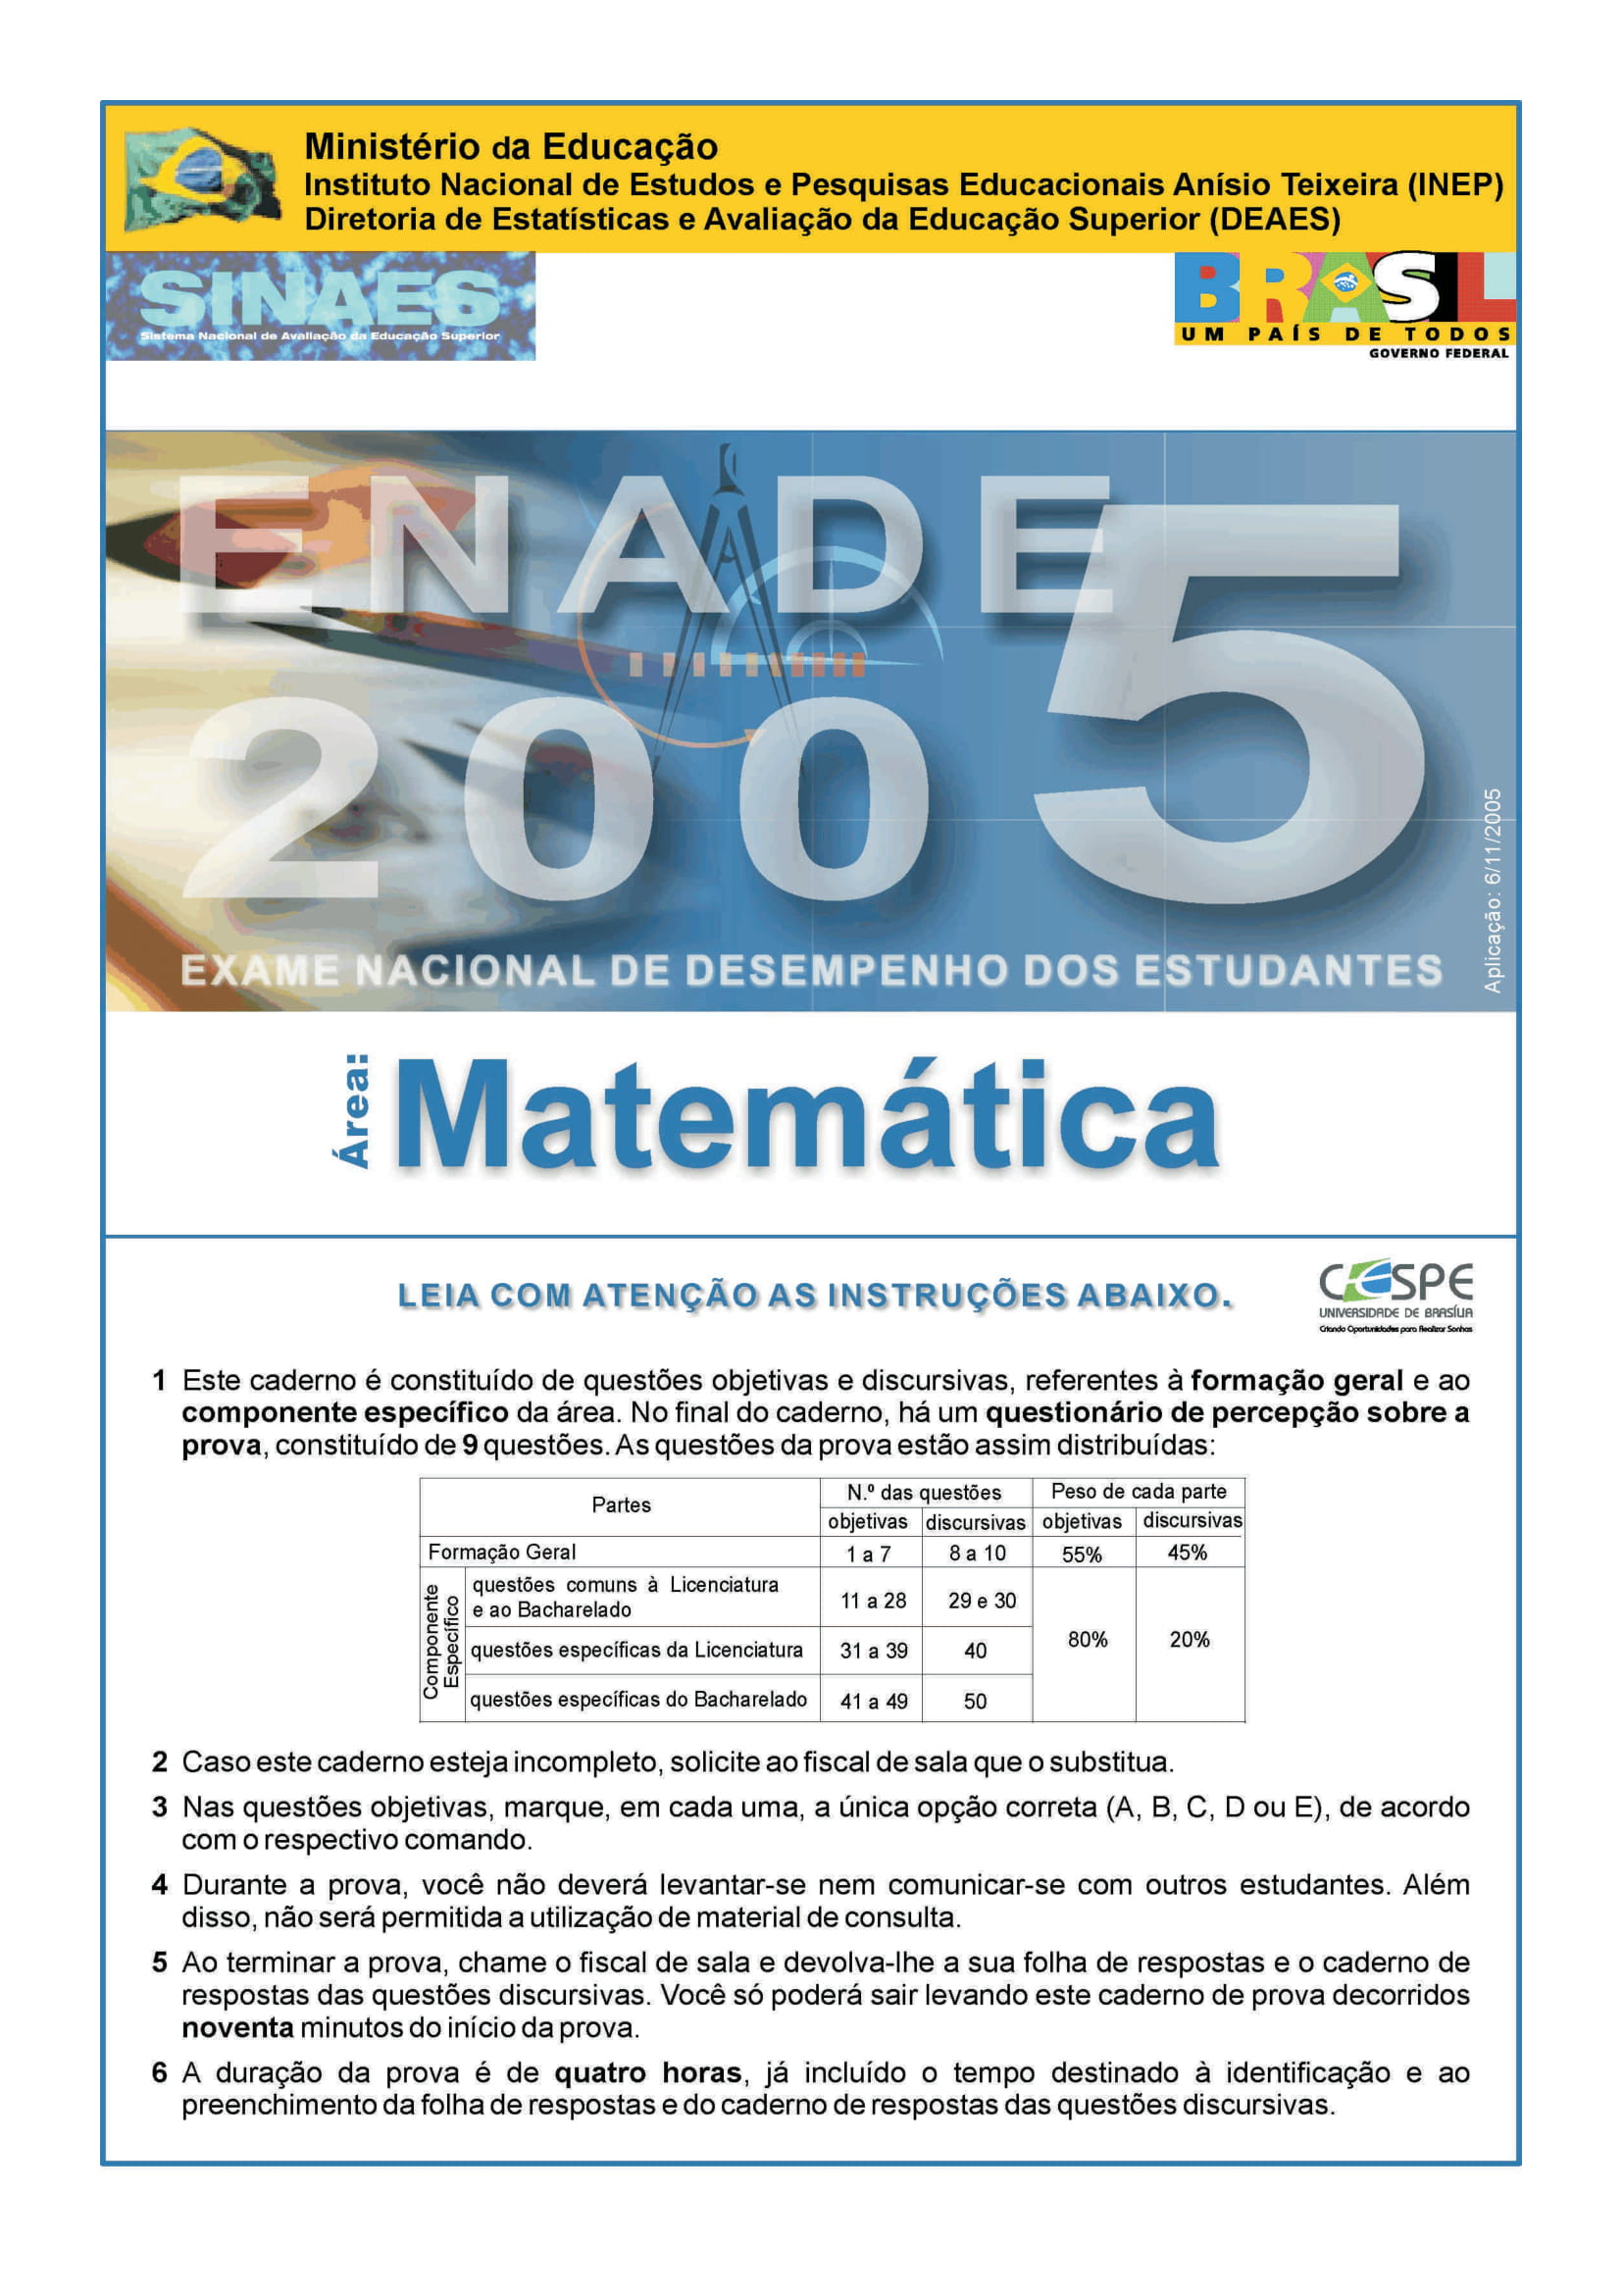 Ministério da Educação
Instituto Nacional de Estudos e Pesquisas Educacionais Anísio Teixeira (INEP)
Diretoria de Estatísticas e Avaliação da Educação Superior (DEAES)
SINAES
Sistema Nacional de Avaliação da Educação Superior
BRASIL
UM PAÍS DE TODOS
GOVERNO FEDERAL
ENADE
2005
EXAME NACIONAL DE DESEMPENHO DOS ESTUDANTES
Aplicação: 6/11/2005
Área:
Matemática
LEIA COM ATENÇÃO AS INSTRUÇÕES ABAIXO.
CESPE
UNIVERSIDADE DE BRASÍLIA
Criando Oportunidades para Realizar Sonhos
1 Este caderno é constituído de questões objetivas e discursivas, referentes à formação geral e ao
componente específico da área. No final do caderno, há um questionário de percepção sobre a
prova, constituído de 9 questões. As questões da prova estão assim distribuídas:
Partes N.º das questões Peso de cada parte
objetivas discursivas objetivas discursivas
Formação Geral 1 a 7 8 a 10 55% 45%
Componente
Específico
questões comuns à Licenciatura
e ao Bacharelado 11 a 28 29 e 30
questões específicas da Licenciatura 31 a 39 40
80% 20%
questões específicas do Bacharelado 41 a 49 50
2 Caso este caderno esteja incompleto, solicite ao fiscal de sala que o substitua.
3 Nas questões objetivas, marque, em cada uma, a única opção correta (A, B, C, D ou E), de acordo
com o respectivo comando.
4 Durante a prova, você não deverá levantar-se nem comunicar-se com outros estudantes. Além
disso, não será permitida a utilização de material de consulta.
5 Ao terminar a prova, chame o fiscal de sala e devolva-lhe a sua folha de respostas e o caderno de
respostas das questões discursivas. Você só poderá sair levando este caderno de prova decorridos
noventa minutos do início da prova.
6 A duração da prova é de quatro horas, já incluído o tempo destinado à identificação e ao
preenchimento da folha de respostas e do caderno de respostas das questões discursivas.